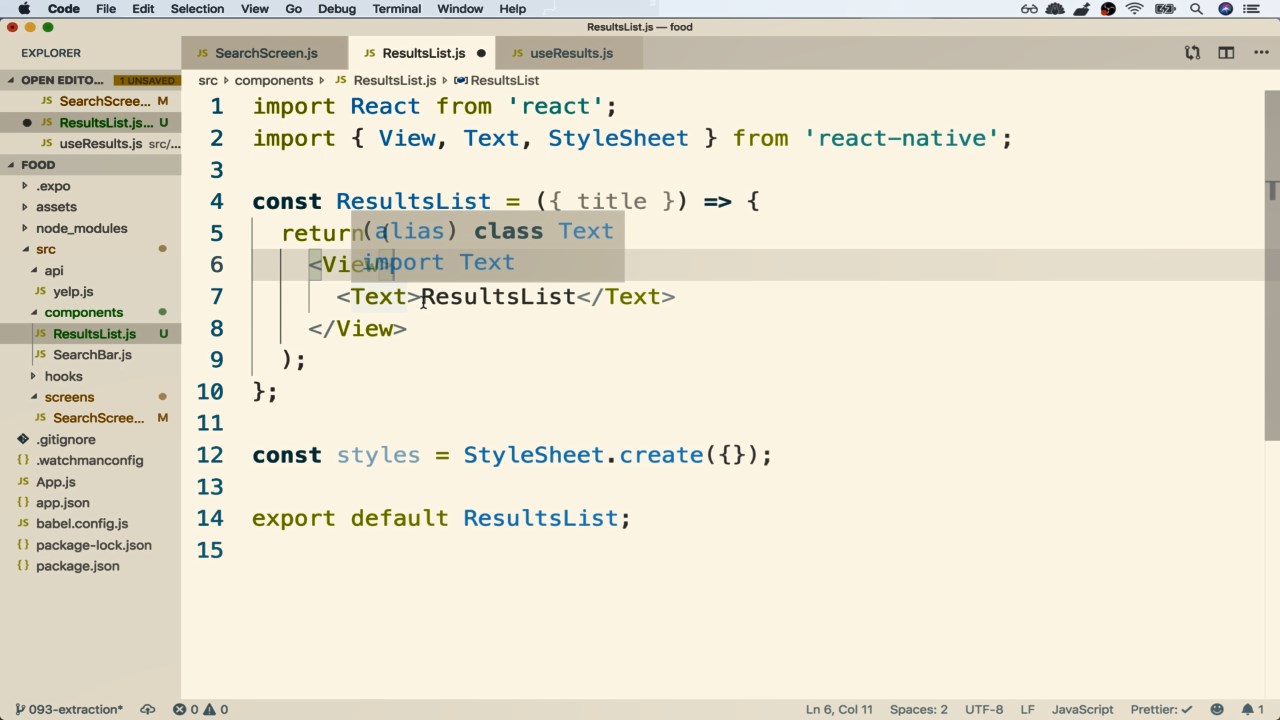 Code File Edit Selection View Go Debug Terminal Window Help
ResultsList.js — food
EXPLORER
JS SearchScreen.js
JS ResultsList.js
JS useResults.js
OPEN EDITO... 1 UNSAVED
JS SearchScree... M
JS ResultsList.js... U
JS useResults.js src/...
FOOD
.expo
assets
node_modules
src
api
JS yelp.js
components
JS ResultsList.js U
JS SearchBar.js
hooks
screens
JS SearchScree... M
.gitignore
{} .watchmanconfig
JS App.js
{} app.json
JS babel.config.js
{} package-lock.json
{} package.json
src components JS ResultsList.js ResultsList
1 import React from 'react';
2 import { View, Text, StyleSheet } from 'react-native';
3
4 const ResultsList = ({ title }) => {
5 return (
(alias) class Text
import Text
6 <View>
7 <Text>ResultsList</Text>
8 </View>
9 );
10 };
11
12 const styles = StyleSheet.create({});
13
14 export default ResultsList;
15
093-extraction* 0 0 Ln 6, Col 11 Spaces: 2 UTF-8 LF JavaScript Prettier: 1